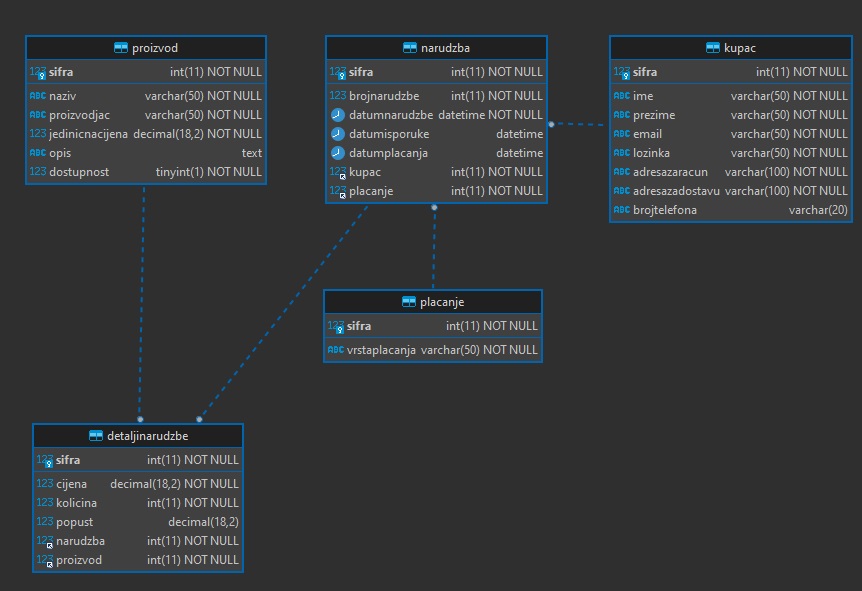 proizvod
123 sifra int(11) NOT NULL
ABC naziv varchar(50) NOT NULL
ABC proizvodjac varchar(50) NOT NULL
123 jedinicnacijena decimal(18,2) NOT NULL
ABC opis text
123 dostupnost tinyint(1) NOT NULL
narudzba
123 sifra int(11) NOT NULL
123 brojnarudzbe int(11) NOT NULL
datumnarudzbe datetime NOT NULL
datumisporuke datetime
datumplacanja datetime
123 kupac int(11) NOT NULL
123 placanje int(11) NOT NULL
kupac
123 sifra int(11) NOT NULL
ABC ime varchar(50) NOT NULL
ABC prezime varchar(50) NOT NULL
ABC email varchar(50) NOT NULL
ABC lozinka varchar(50) NOT NULL
ABC adresazaracun varchar(100) NOT NULL
ABC adresazadostavu varchar(100) NOT NULL
ABC brojtelefona varchar(20)
placanje
123 sifra int(11) NOT NULL
ABC vrstaplacanja varchar(50) NOT NULL
detaljinarudzbe
123 sifra int(11) NOT NULL
123 cijena decimal(18,2) NOT NULL
123 kolicina int(11) NOT NULL
123 popust decimal(18,2)
123 narudzba int(11) NOT NULL
123 proizvod int(11) NOT NULL